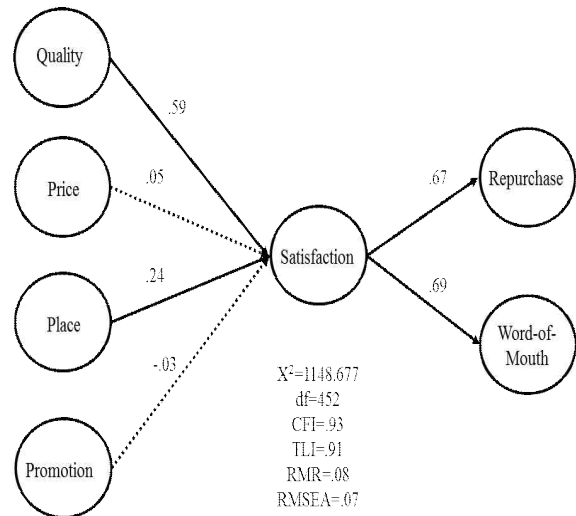 Quality
.59
Price
.05
Repurchase
.67
Satisfaction
Place
.24
.69
Word-of-
Mouth
-.03
Promotion
X²=1148.677
df=452
CFI=.93
TLI=.91
RMR=.08
RMSEA=.07